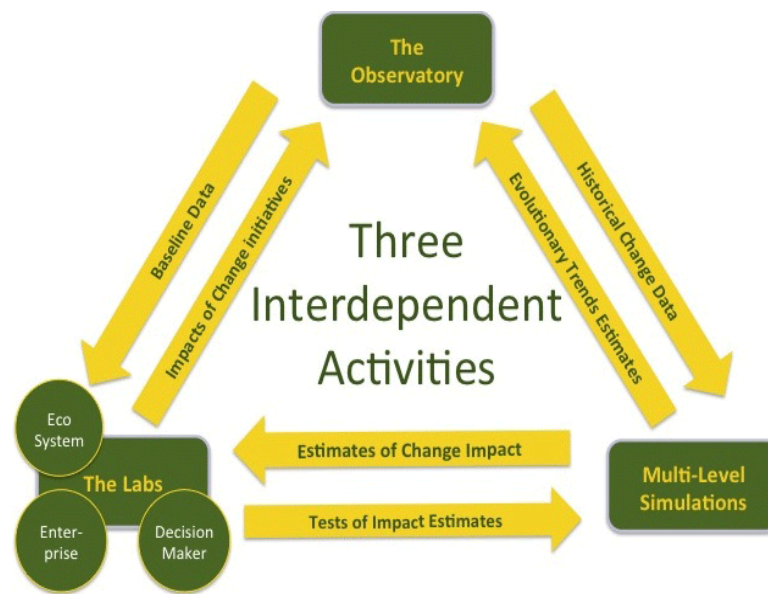 The
Observatory
Baseline Data
Impacts of Change initiatives
Evolutionary Trends Estimates
Historical Change Data
Three
Interdependent
Activities
Eco
System
The Labs
Enter-
prise
Decision
Maker
Estimates of Change Impact
Tests of Impact Estimates
Multi-Level
Simulations